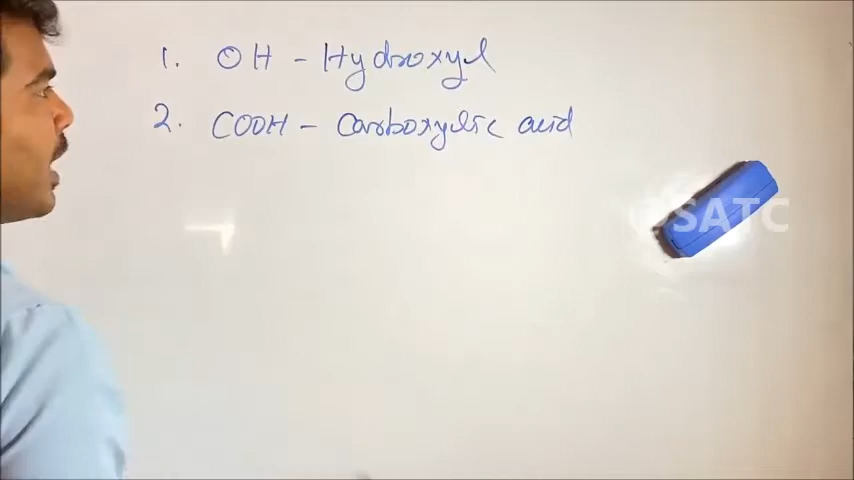 1. OH - Hydroxyl
2. COOH - Carboxylic acid
SATC